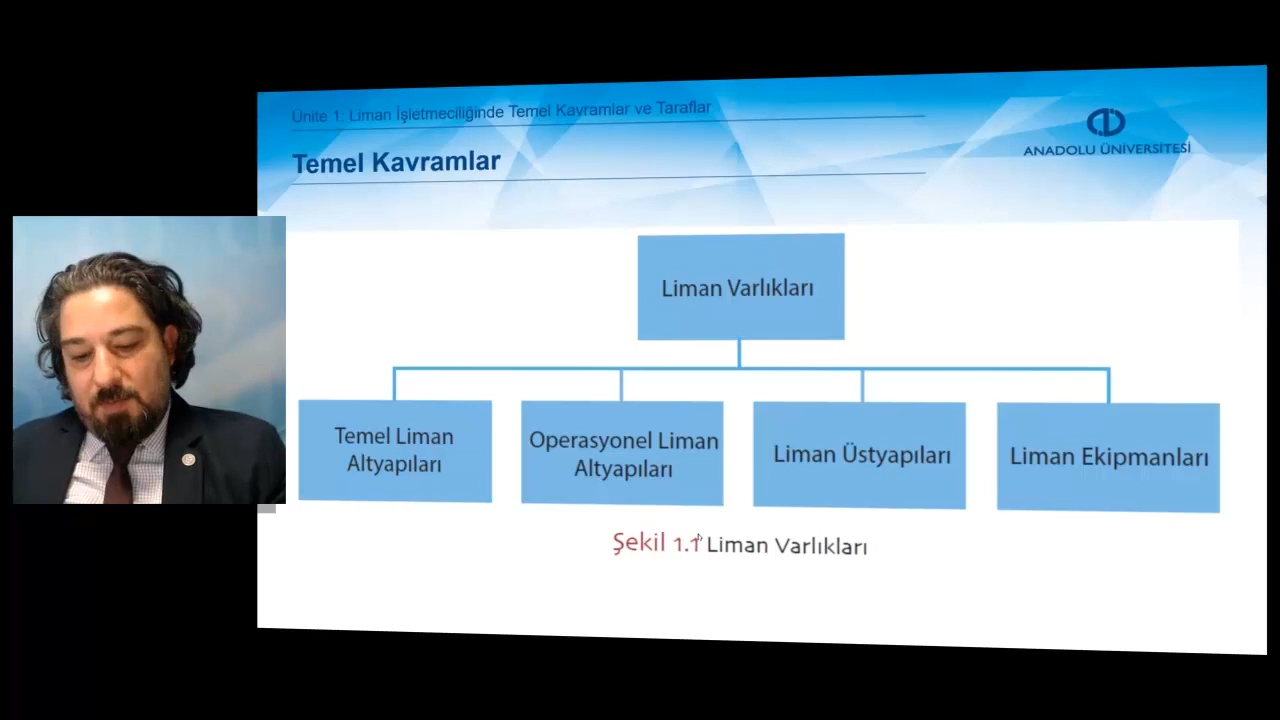 Ünite 1: Liman İşletmeciliğinde Temel Kavramlar ve Taraflar
Temel Kavramlar
ANADOLU ÜNİVERSİTESİ
Liman Varlıkları
Temel Liman
Altyapıları
Operasyonel Liman
Altyapıları
Liman Üstyapıları
Liman Ekipmanları
Şekil 1.1 Liman Varlıkları